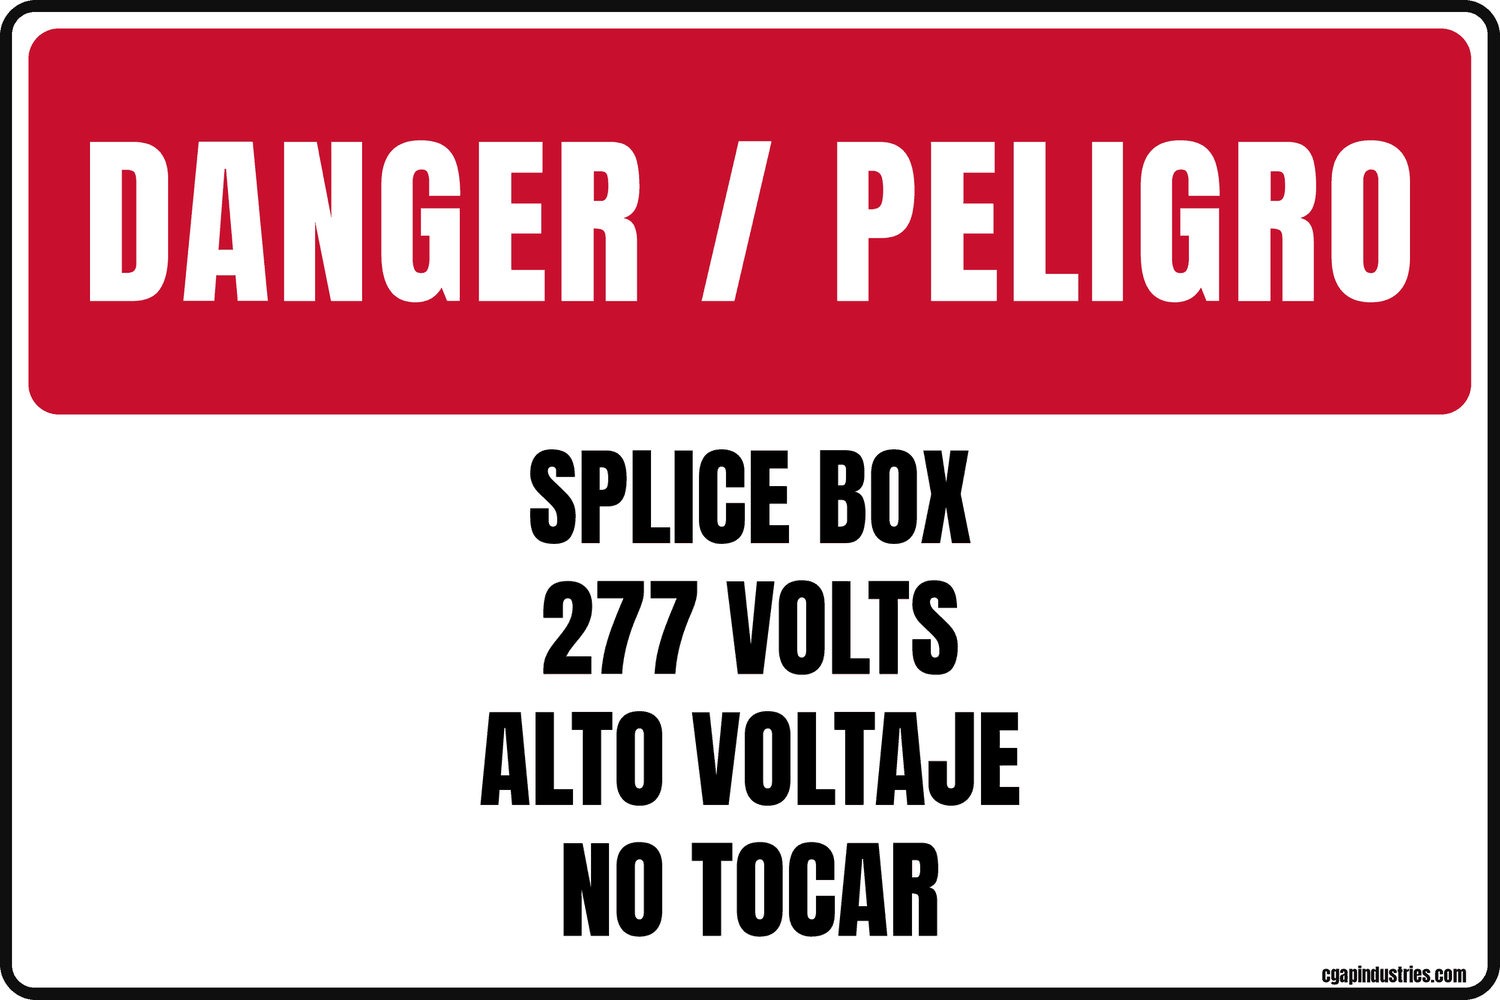 DANGER / PELIGRO
SPLICE BOX
277 VOLTS
ALTO VOLTAJE
NO TOCAR
cgapindustries.com